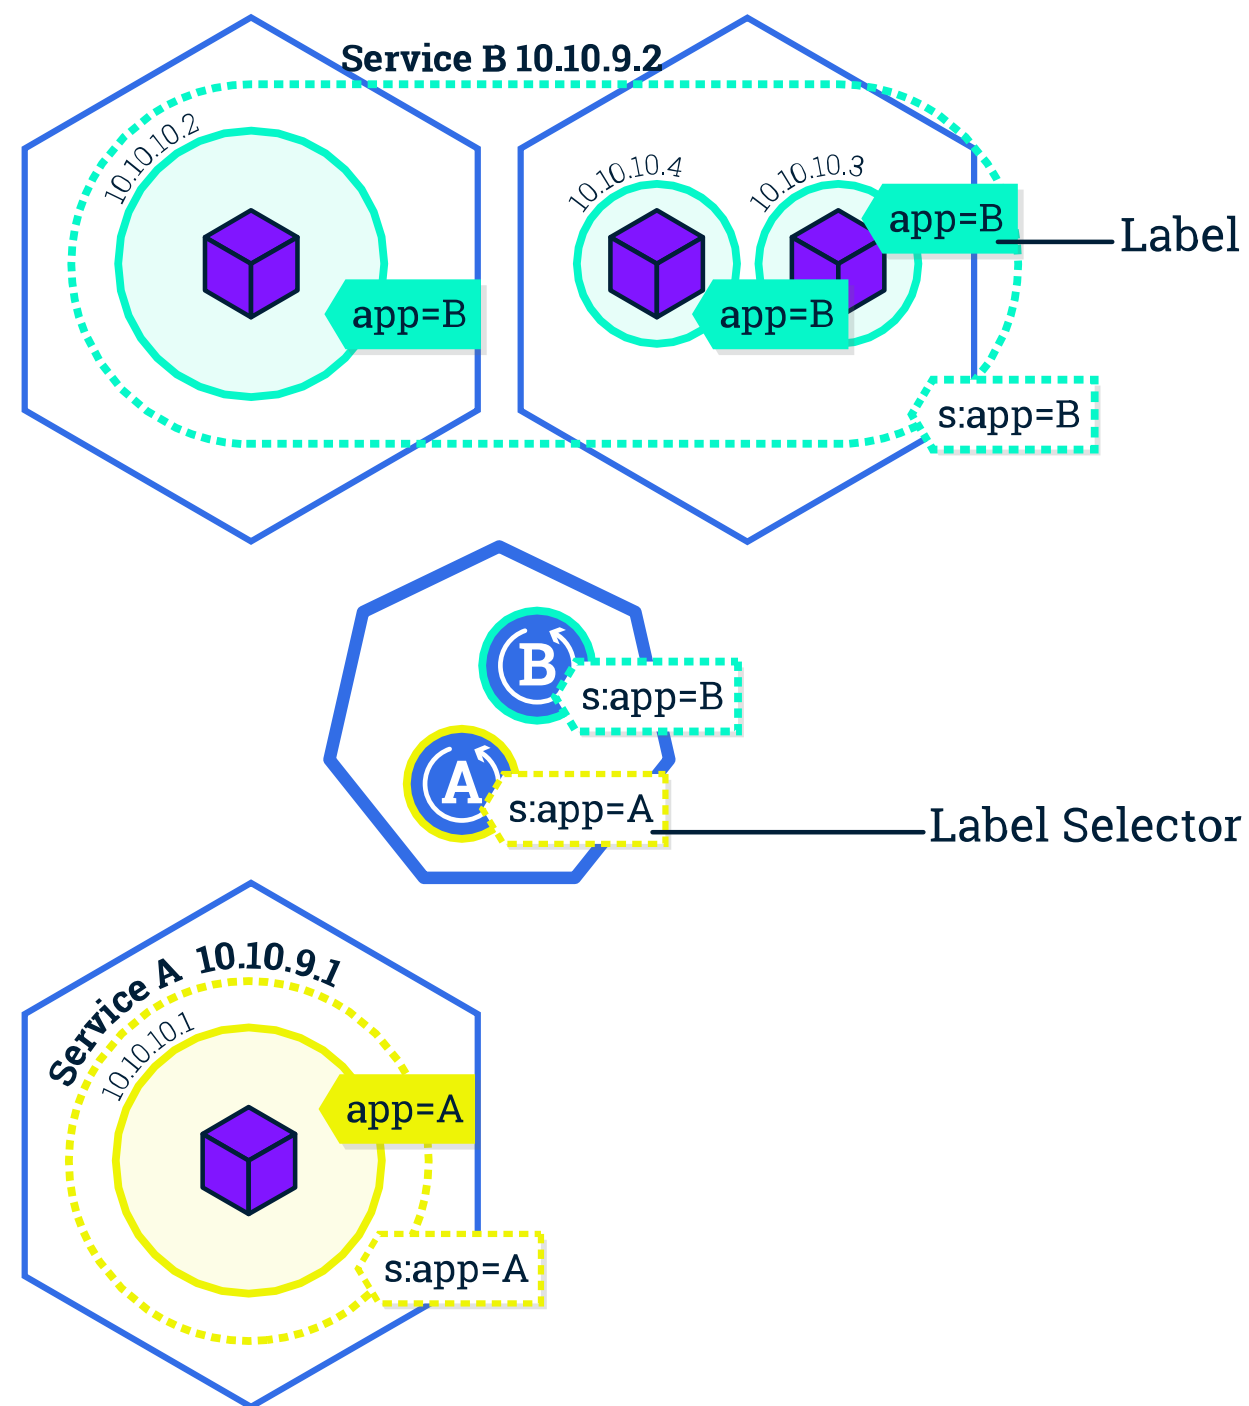 Service B 10.10.9.2
10.10.10.2
10.10.10.4
10.10.10.3
app=B
Label
app=B
app=B
s:app=B
B
s:app=B
A
s:app=A
Label Selector
Service A 10.10.9.1
10.10.10.1
app=A
s:app=A